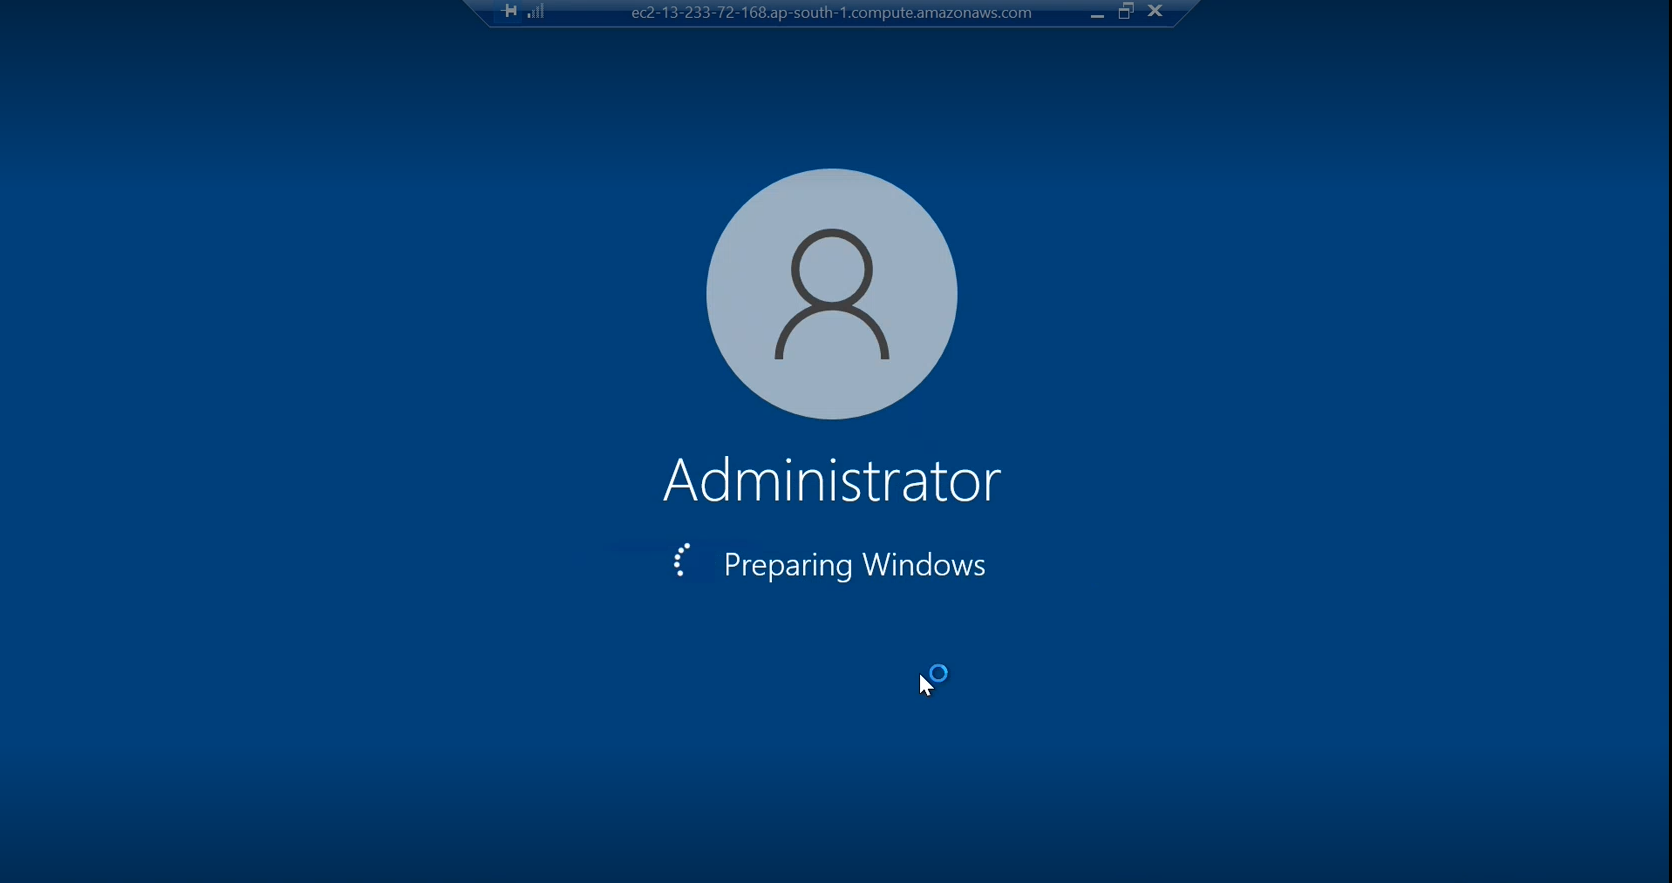 ec2-13-233-72-168.ap-south-1.compute.amazonaws.com
Administrator
Preparing Windows